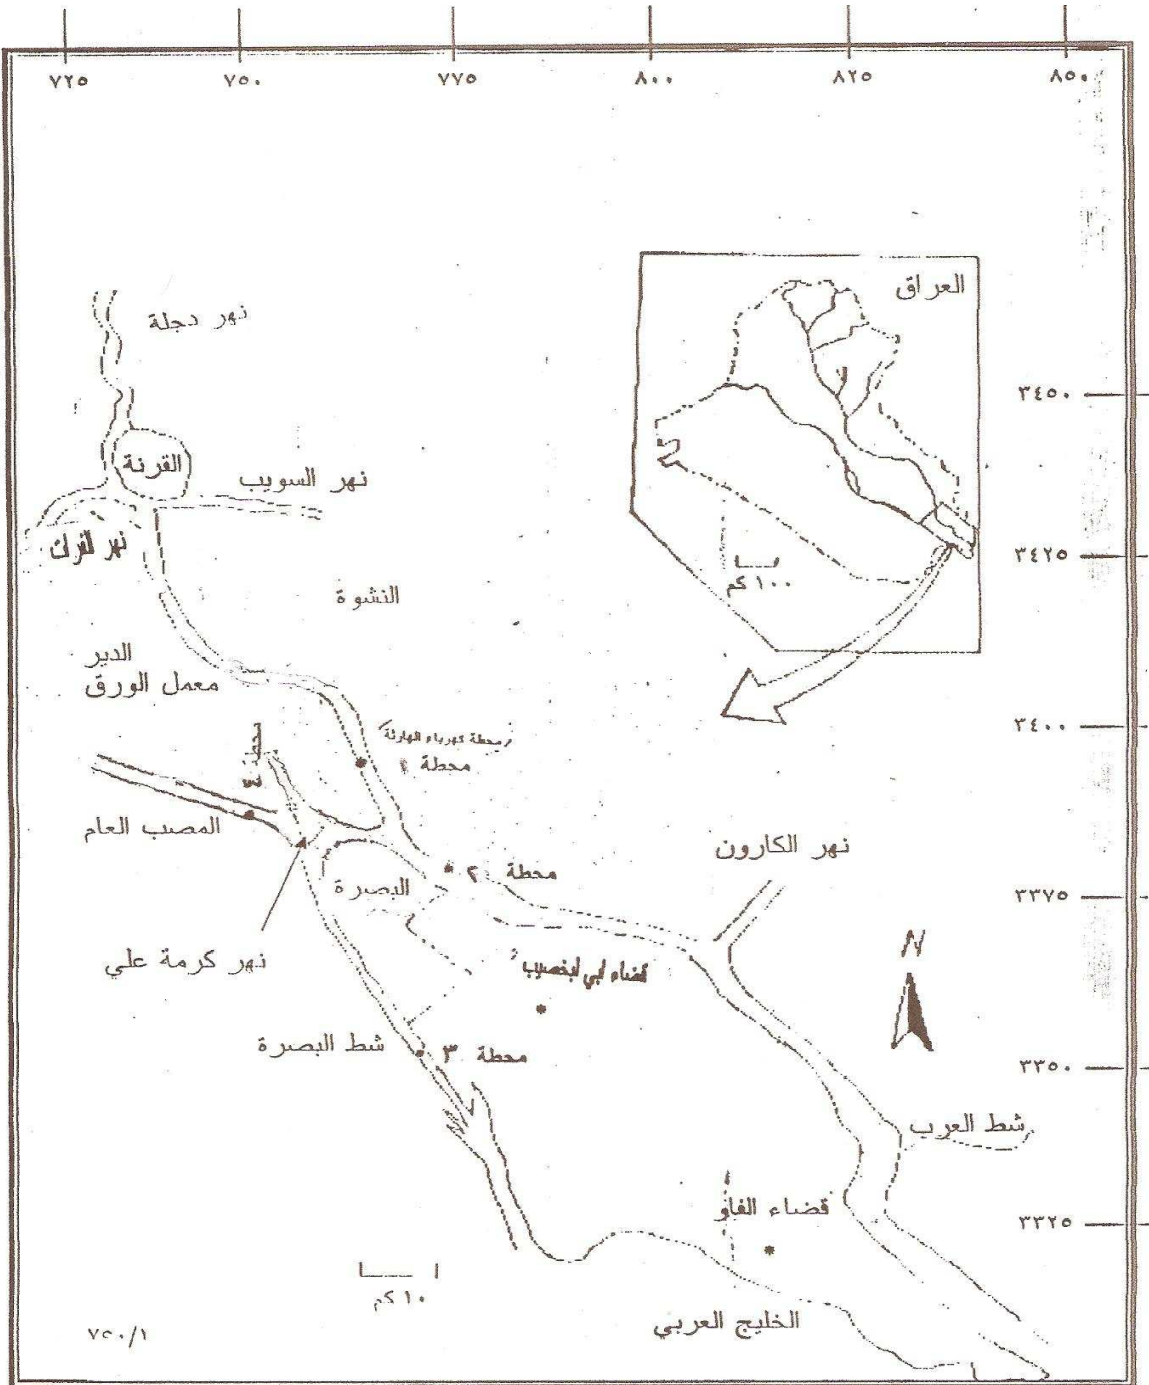 ٧٢٥
٧٥٠
٧٧٥
٨٠٠
٨٢٥
٨٥٠
العراق
نهر دجلة
٣٤٥٠
القرنة
نهر السويب
نهر الفرات
٣٤٢٥
١٠٠ كم
النشوة
الدير
معمل الورق
٣٤٠٠
محطة كهرباء الهارثة
محطة ١
محطة ٤
المصب العام
نهر الكارون
محطة ٢
البصرة
٣٣٧٥
نهر كرمة علي
قضاء أبي الخصيب
N
شط البصرة
محطة ٣
٣٣٥٠
شط العرب
قضاء الفاو
٣٣٢٥
١٠ كم
الخليج العربي
٧٥٠/١